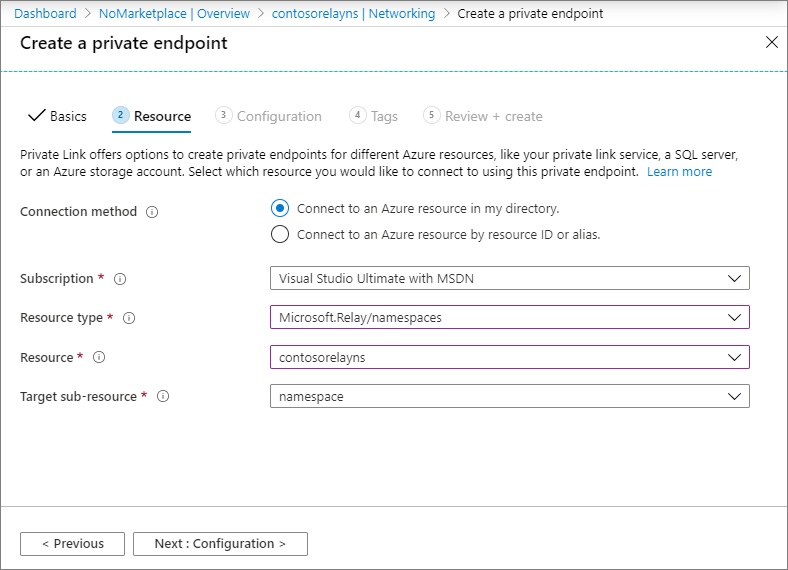 Dashboard > NoMarketplace | Overview > contosorelayns | Networking > Create a private endpoint
Create a private endpoint
Basics 2 Resource 3 Configuration 4 Tags 5 Review + create
Private Link offers options to create private endpoints for different Azure resources, like your private link service, a SQL server,
or an Azure storage account. Select which resource you would like to connect to using this private endpoint. Learn more
Connection method Connect to an Azure resource in my directory.
Connect to an Azure resource by resource ID or alias.
Subscription * Visual Studio Ultimate with MSDN
Resource type * Microsoft.Relay/namespaces
Resource * contosorelayns
Target sub-resource * namespace
< Previous Next : Configuration >